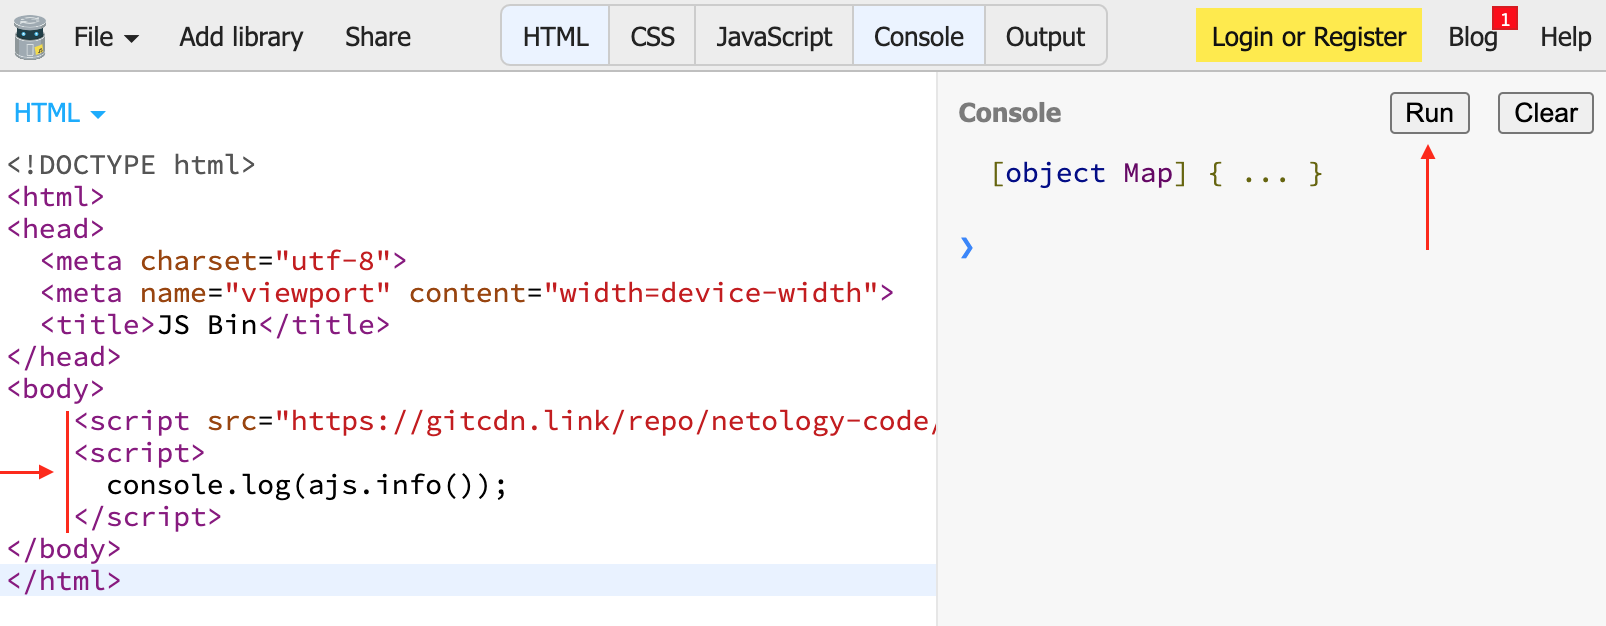 File Add library Share HTML CSS JavaScript Console Output Login or Register Blog 1 Help
HTML
<!DOCTYPE html>
<html>
<head>
  <meta charset="utf-8">
  <meta name="viewport" content="width=device-width">
  <title>JS Bin</title>
</head>
<body>
    <script src="https://gitcdn.link/repo/netology-code/
    <script>
      console.log(ajs.info());
    </script>
</body>
</html>
Console Run Clear
[object Map] { ... }
❯